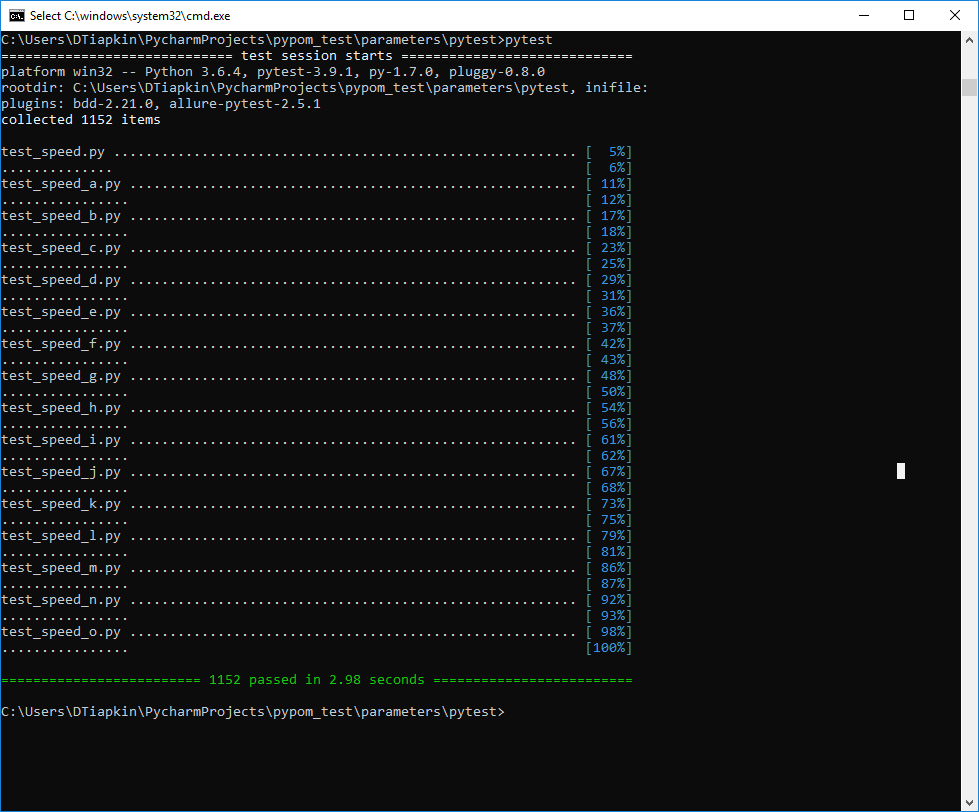 Select C:\windows\system32\cmd.exe
C:\Users\DTiapkin\PycharmProjects\pypom_test\parameters\pytest>pytest
============================= test session starts =============================
platform win32 -- Python 3.6.4, pytest-3.9.1, py-1.7.0, pluggy-0.8.0
rootdir: C:\Users\DTiapkin\PycharmProjects\pypom_test\parameters\pytest, inifile:
plugins: bdd-2.21.0, allure-pytest-2.5.1
collected 1152 items
test_speed.py .......................................................... [  5%]
..............                                                           [  6%]
test_speed_a.py ........................................................ [ 11%]
................                                                         [ 12%]
test_speed_b.py ........................................................ [ 17%]
................                                                         [ 18%]
test_speed_c.py ........................................................ [ 23%]
................                                                         [ 25%]
test_speed_d.py ........................................................ [ 29%]
................                                                         [ 31%]
test_speed_e.py ........................................................ [ 36%]
................                                                         [ 37%]
test_speed_f.py ........................................................ [ 42%]
................                                                         [ 43%]
test_speed_g.py ........................................................ [ 48%]
................                                                         [ 50%]
test_speed_h.py ........................................................ [ 54%]
................                                                         [ 56%]
test_speed_i.py ........................................................ [ 61%]
................                                                         [ 62%]
test_speed_j.py ........................................................ [ 67%]
................                                                         [ 68%]
test_speed_k.py ........................................................ [ 73%]
................                                                         [ 75%]
test_speed_l.py ........................................................ [ 79%]
................                                                         [ 81%]
test_speed_m.py ........................................................ [ 86%]
................                                                         [ 87%]
test_speed_n.py ........................................................ [ 92%]
................                                                         [ 93%]
test_speed_o.py ........................................................ [ 98%]
................                                                         [100%]
========================= 1152 passed in 2.98 seconds =========================
C:\Users\DTiapkin\PycharmProjects\pypom_test\parameters\pytest>